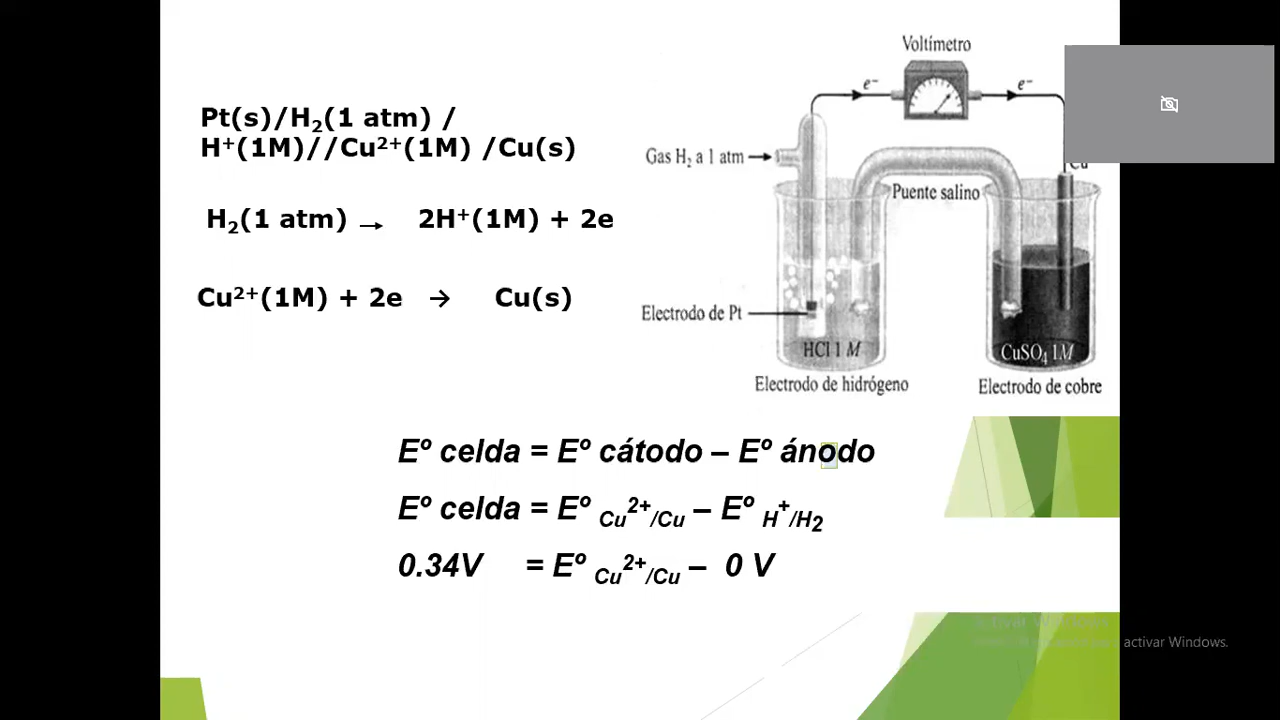 Pt(s)/H₂(1 atm) /
H⁺(1M)//Cu²⁺(1M) /Cu(s)
H₂(1 atm) → 2H⁺(1M) + 2e
Cu²⁺(1M) + 2e → Cu(s)
Voltímetro
e⁻
e⁻
Gas H₂ a 1 atm
Cu
Puente salino
Electrodo de Pt
HCl 1 M
CuSO₄ 1M
Electrodo de hidrógeno
Electrodo de cobre
Eº celda = Eº cátodo – Eº ánodo
Eº celda = Eº Cu²⁺/Cu – Eº H⁺/H₂
0.34V = Eº Cu²⁺/Cu – 0 V
activar Windows.